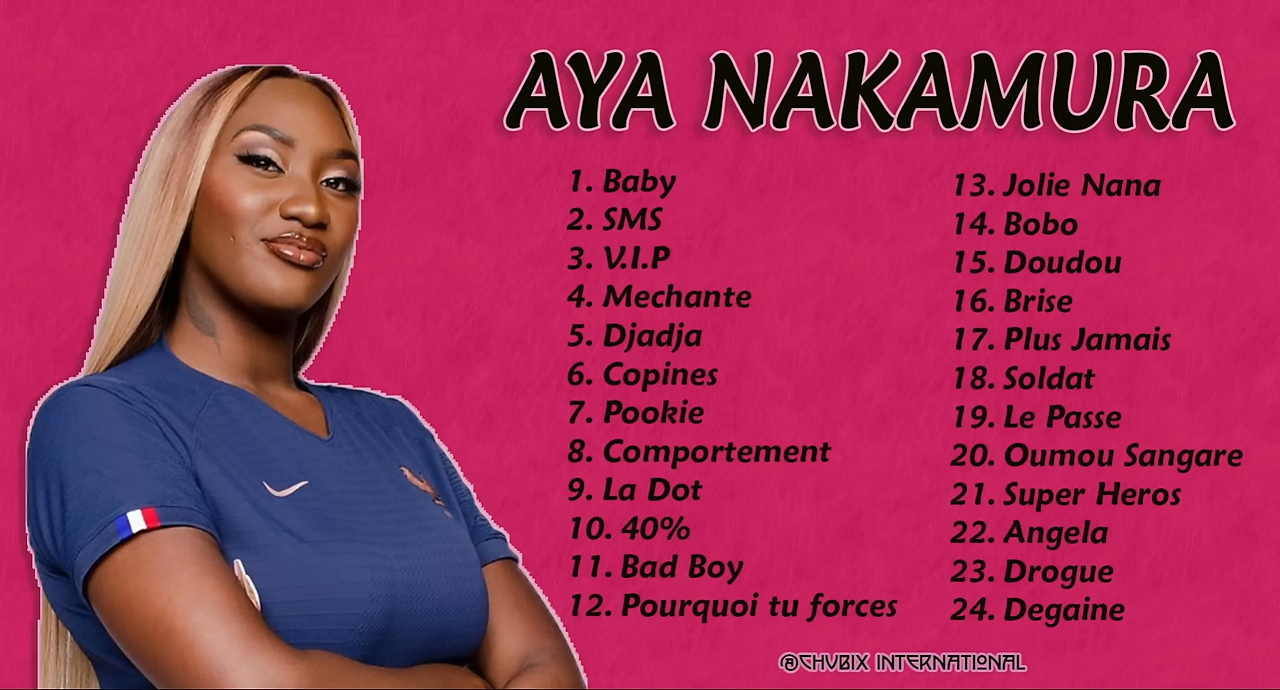 AYA NAKAMURA
1. Baby
2. SMS
3. V.I.P
4. Mechante
5. Djadja
6. Copines
7. Pookie
8. Comportement
9. La Dot
10. 40%
11. Bad Boy
12. Pourquoi tu forces
13. Jolie Nana
14. Bobo
15. Doudou
16. Brise
17. Plus Jamais
18. Soldat
19. Le Passe
20. Oumou Sangare
21. Super Heros
22. Angela
23. Drogue
24. Degaine
@CHUBIX INTERNATIONAL